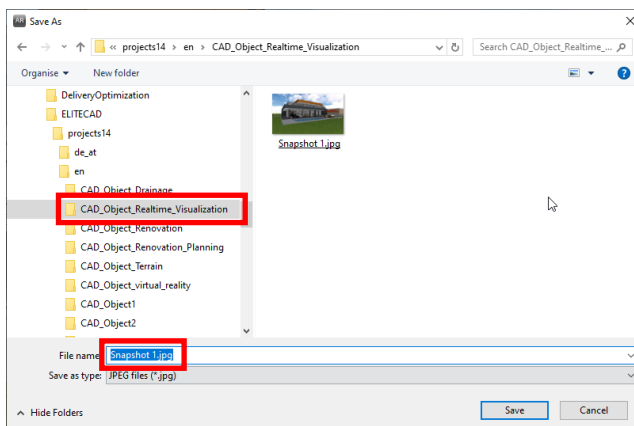 AR Save As
« projects14 > en > CAD_Object_Realtime_Visualization
Search CAD_Object_Realtime_...
Organise New folder
?
DeliveryOptimization
ELITECAD
projects14
de_at
en
CAD_Object_Drainage
CAD_Object_Realtime_Visualization
CAD_Object_Renovation
CAD_Object_Renovation_Planning
CAD_Object_Terrain
CAD_Object_virtual_reality
CAD_Object1
CAD_Object2
Snapshot 1.jpg
File name Snapshot 1.jpg
Save as type: JPEG files (*.jpg)
Hide Folders
Save Cancel